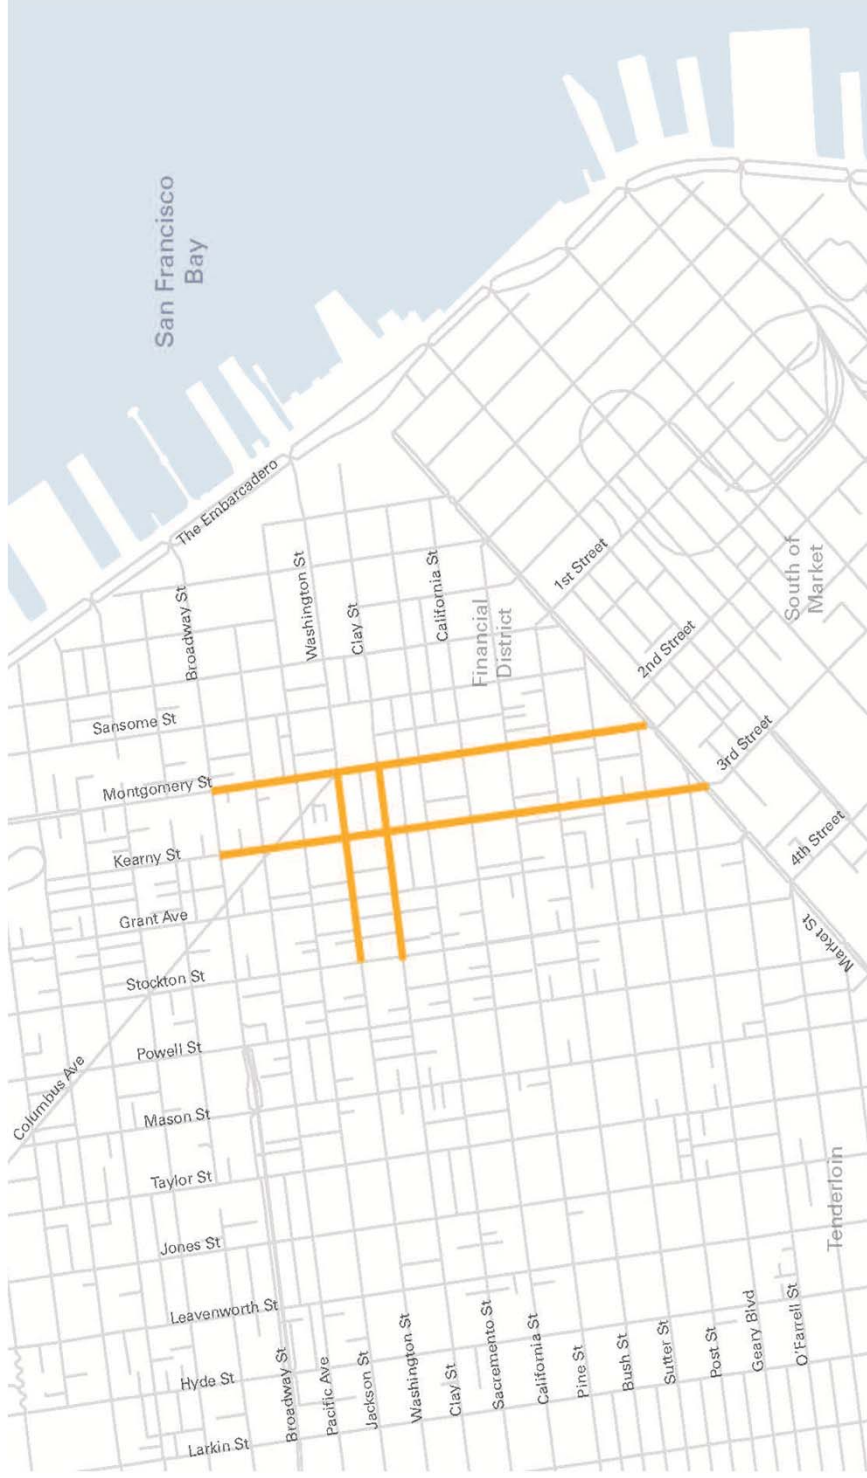 San Francisco
Bay
The Embarcadero
Broadway St
Washington St
Clay St
California St
Financial
District
1st Street
2nd Street
3rd Street
4th Street
South of
Market
Market St
Sansome St
Montgomery St
Kearny St
Grant Ave
Stockton St
Columbus Ave
Powell St
Mason St
Taylor St
Jones St
Leavenworth St
Hyde St
Larkin St
Broadway St
Pacific Ave
Jackson St
Washington St
Clay St
Sacramento St
California St
Pine St
Bush St
Sutter St
Post St
Geary Blvd
O'Farrell St
Tenderloin